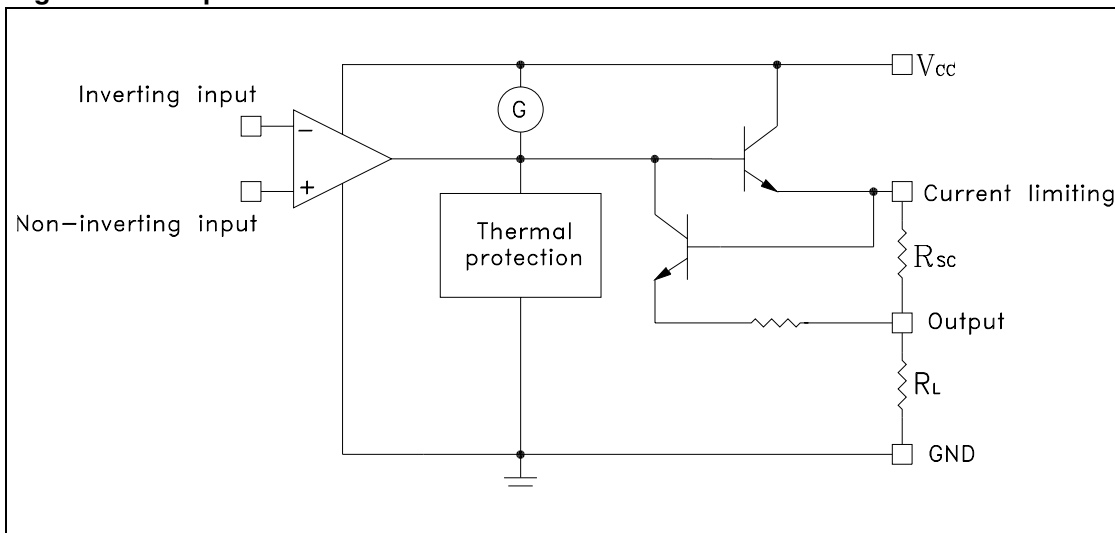 Vcc
Inverting input
G
−
+
Non-inverting input
Current limiting
Thermal
protection
RSC
Output
RL
GND